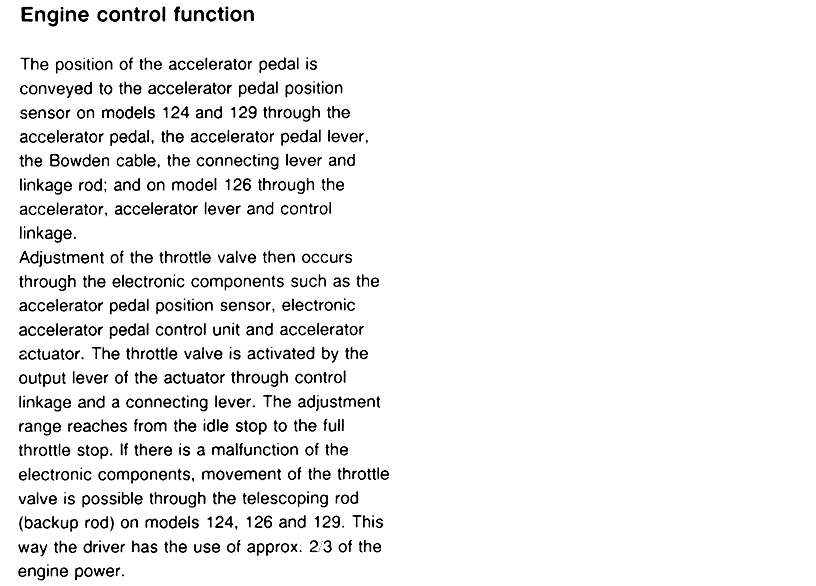 Engine control function
The position of the accelerator pedal is
conveyed to the accelerator pedal position
sensor on models 124 and 129 through the
accelerator pedal, the accelerator pedal lever,
the Bowden cable, the connecting lever and
linkage rod; and on model 126 through the
accelerator, accelerator lever and control
linkage.
Adjustment of the throttle valve then occurs
through the electronic components such as the
accelerator pedal position sensor, electronic
accelerator pedal control unit and accelerator
actuator. The throttle valve is activated by the
output lever of the actuator through control
linkage and a connecting lever. The adjustment
range reaches from the idle stop to the full
throttle stop. If there is a malfunction of the
electronic components, movement of the throttle
valve is possible through the telescoping rod
(backup rod) on models 124, 126 and 129. This
way the driver has the use of approx. 2/3 of the
engine power.